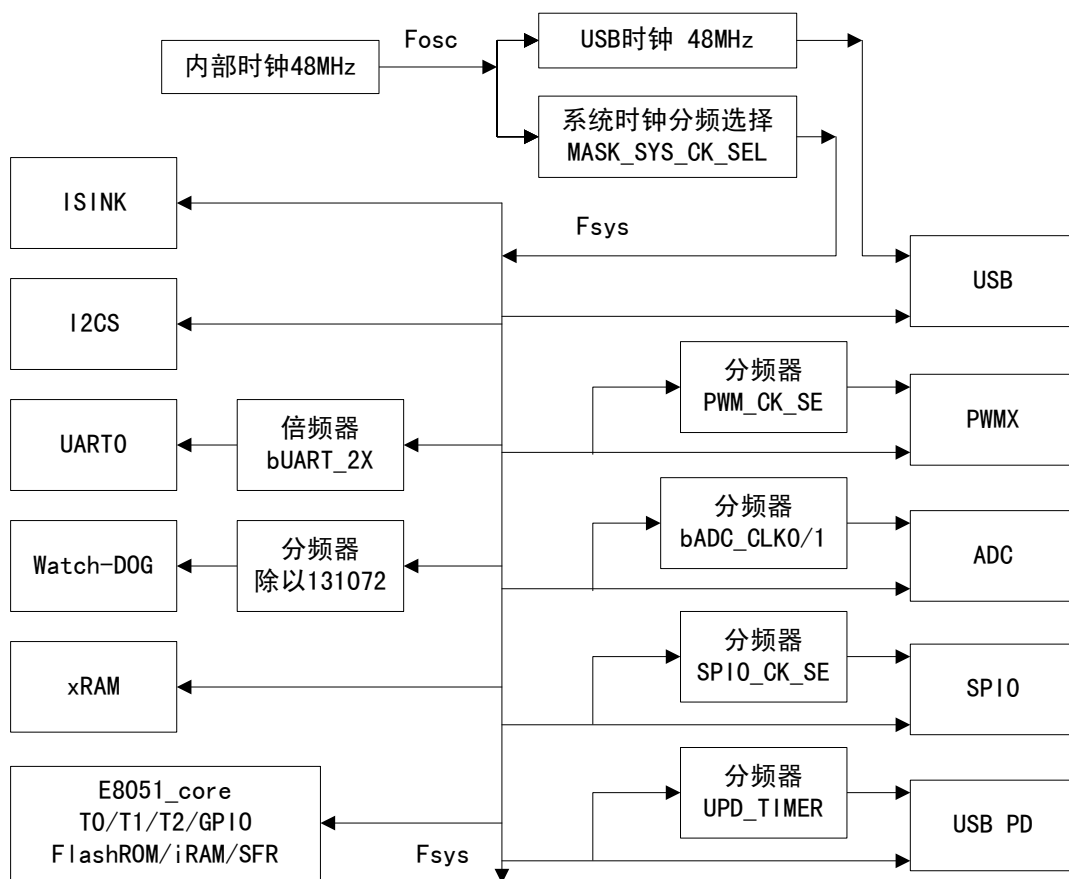 Fosc
内部时钟48MHz
USB时钟 48MHz
系统时钟分频选择
MASK_SYS_CK_SEL
ISINK
Fsys
USB
I2CS
分频器
PWM_CK_SE
PWMX
UART0
倍频器
bUART_2X
分频器
bADC_CLK0/1
ADC
Watch-DOG
分频器
除以131072
xRAM
分频器
SPI0_CK_SE
SPI0
E8051_core
T0/T1/T2/GPIO
FlashROM/iRAM/SFR
Fsys
分频器
UPD_TIMER
USB PD